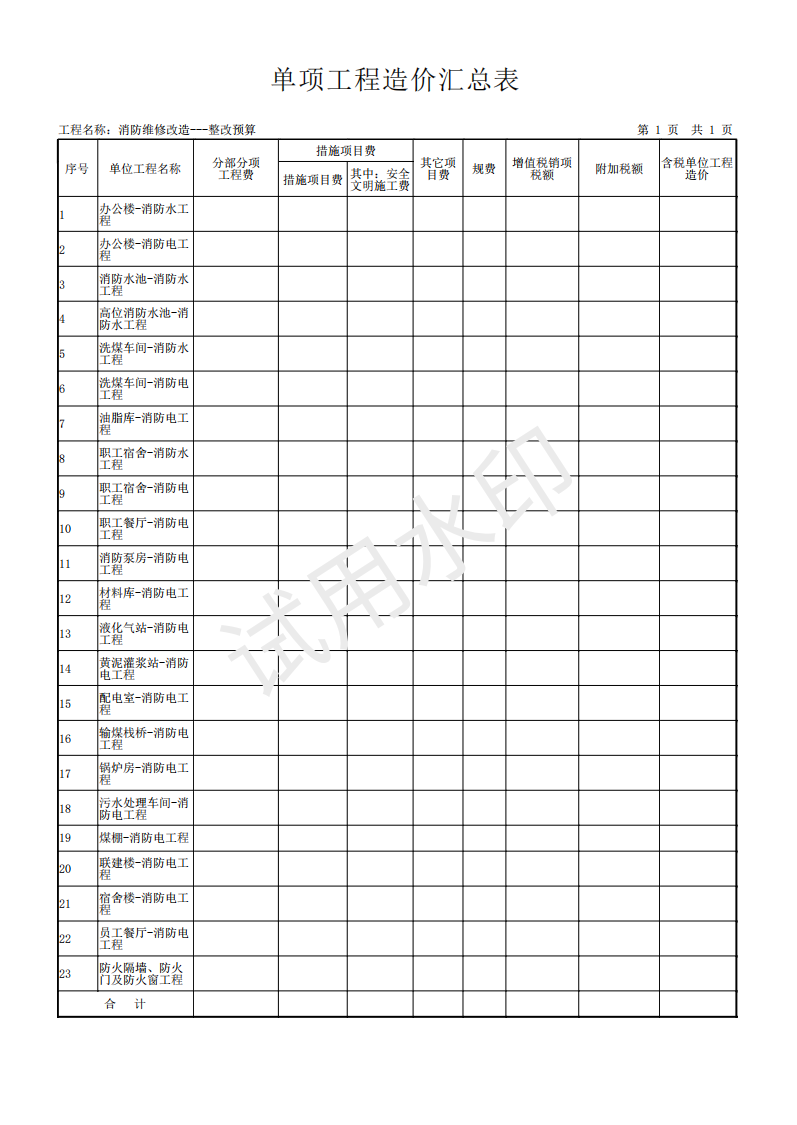 单项工程造价汇总表
工程名称：消防维修改造---整改预算 第 1 页 共 1 页
序号 单位工程名称 分部分项工程费 措施项目费 其它项目费 规费 增值税销项税额 附加税额 含税单位工程造价
措施项目费 其中：安全文明施工费
1 办公楼-消防水工程
2 办公楼-消防电工程
3 消防水池-消防水工程
4 高位消防水池-消防水工程
5 洗煤车间-消防水工程
6 洗煤车间-消防电工程
7 油脂库-消防电工程
8 职工宿舍-消防水工程
9 职工宿舍-消防电工程
10 职工餐厅-消防电工程
11 消防泵房-消防电工程
12 材料库-消防电工程
13 液化气站-消防电工程
14 黄泥灌浆站-消防电工程
15 配电室-消防电工程
16 输煤栈桥-消防电工程
17 锅炉房-消防电工程
18 污水处理车间-消防电工程
19 煤棚-消防电工程
20 联建楼-消防电工程
21 宿舍楼-消防电工程
22 员工餐厅-消防电工程
23 防火隔墙、防火门及防火窗工程
合 计
试用水印